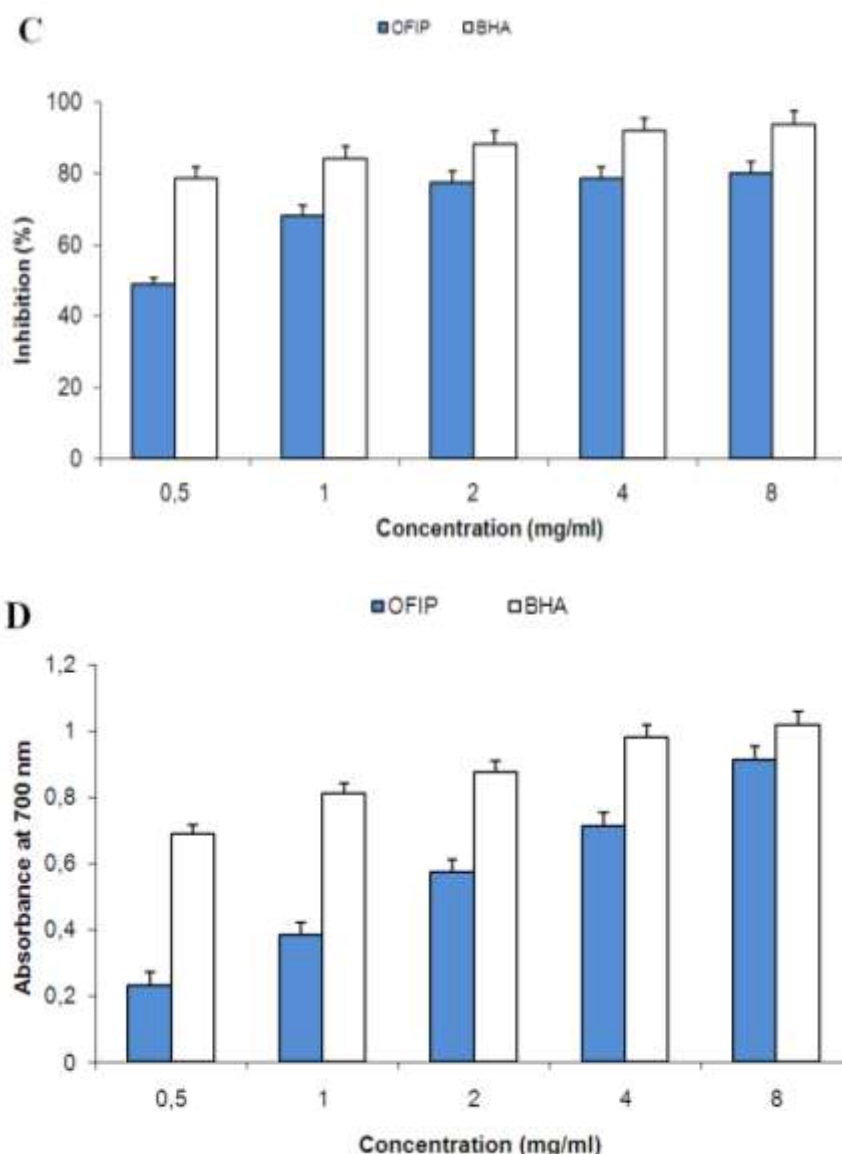 C
OFIP BHA
100
80
60
40
20
0
Inhibition (%)
0,5 1 2 4 8
Concentration (mg/ml)
D
OFIP BHA
1,2
1
0,8
0,6
0,4
0,2
0
Absorbance at 700 nm
0,5 1 2 4 8
Concentration (mg/ml)